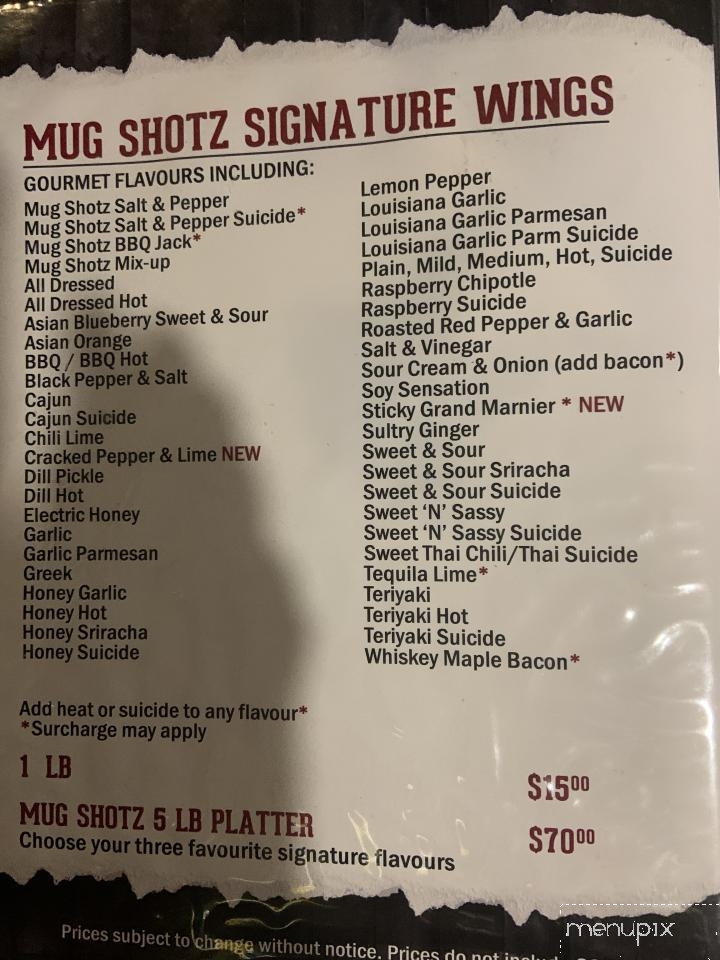 MUG SHOTZ SIGNATURE WINGS
GOURMET FLAVOURS INCLUDING:
Mug Shotz Salt & Pepper
Mug Shotz Salt & Pepper Suicide*
Mug Shotz BBQ Jack*
Mug Shotz Mix-up
All Dressed
All Dressed Hot
Asian Blueberry Sweet & Sour
Asian Orange
BBQ / BBQ Hot
Black Pepper & Salt
Cajun
Cajun Suicide
Chili Lime
Cracked Pepper & Lime NEW
Dill Pickle
Dill Hot
Electric Honey
Garlic
Garlic Parmesan
Greek
Honey Garlic
Honey Hot
Honey Sriracha
Honey Suicide
Lemon Pepper
Louisiana Garlic
Louisiana Garlic Parmesan
Louisiana Garlic Parm Suicide
Plain, Mild, Medium, Hot, Suicide
Raspberry Chipotle
Raspberry Suicide
Roasted Red Pepper & Garlic
Salt & Vinegar
Sour Cream & Onion (add bacon*)
Soy Sensation
Sticky Grand Marnier * NEW
Sultry Ginger
Sweet & Sour
Sweet & Sour Sriracha
Sweet & Sour Suicide
Sweet 'N' Sassy
Sweet 'N' Sassy Suicide
Sweet Thai Chili/Thai Suicide
Tequila Lime*
Teriyaki
Teriyaki Hot
Teriyaki Suicide
Whiskey Maple Bacon*
Add heat or suicide to any flavour*
*Surcharge may apply
1 LB $15.00
MUG SHOTZ 5 LB PLATTER $70.00
Choose your three favourite signature flavours
Prices subject to change without notice. Prices do not
menupix